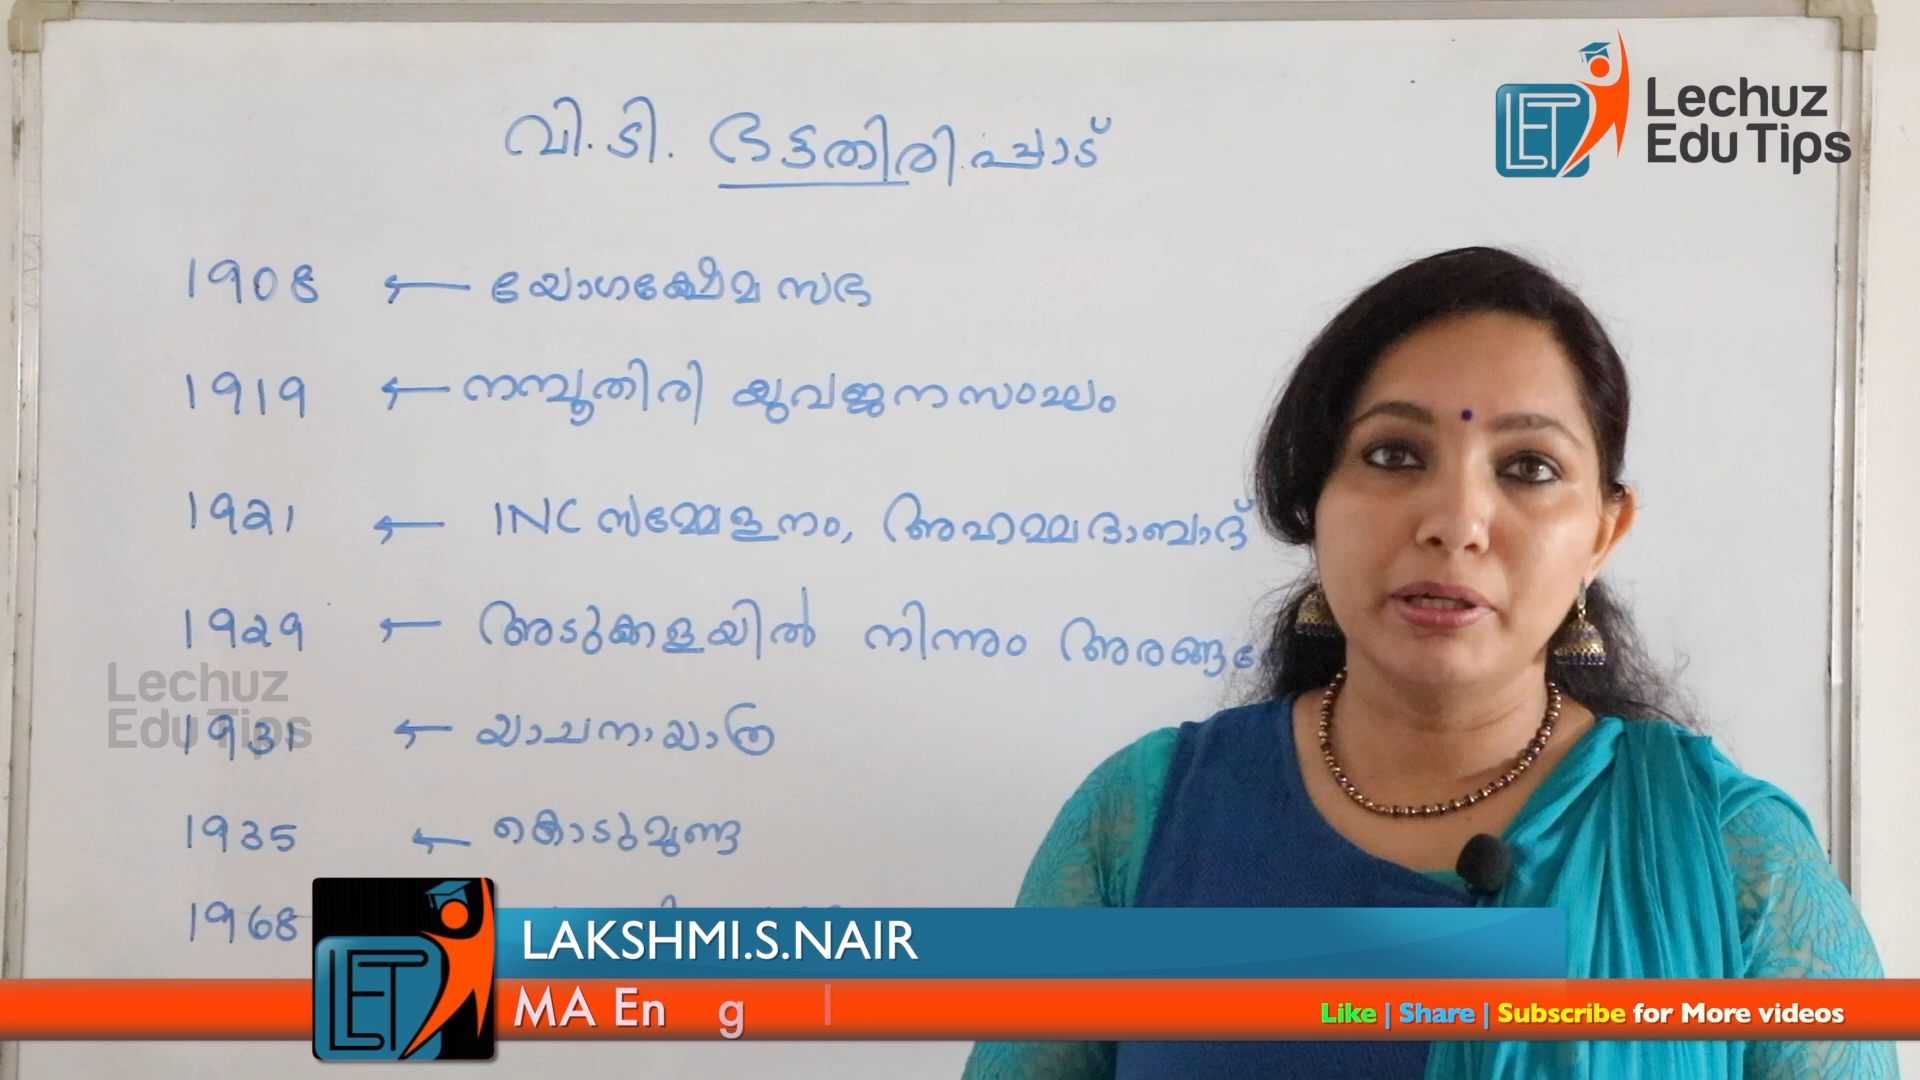 വി.ടി. ഭട്ടതിരിപ്പാട്
Lechuz
Edu Tips
1908 ← യോഗക്ഷേമ സഭ
1919 ← നമ്പൂതിരി യുവജനസംഘം
1921 ← INC സമ്മേളനം, അഹമ്മദാബാദ്
1929 ← അടുക്കളയിൽ നിന്നും
Lechuz
Edu Tips
1931 ← യാചനായാത്ര
1935 ← കൊടുമുണ്ട
1968
LAKSHMI.S.NAIR
MA En g l
Like | Share | Subscribe for More videos